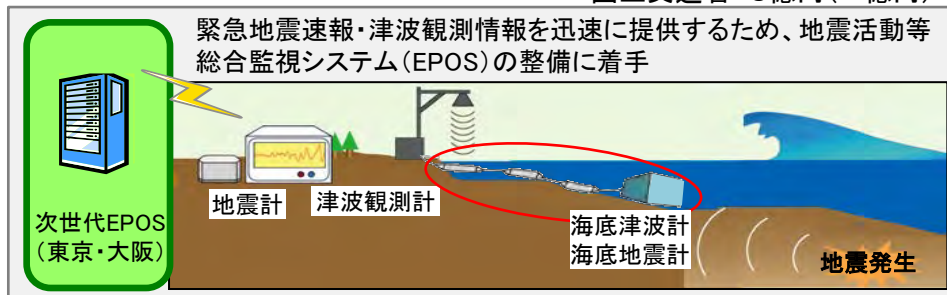 緊急地震速報・津波観測情報を迅速に提供するため、地震活動等
総合監視システム(EPOS)の整備に着手
地震計
津波観測計
海底津波計
海底地震計
地震発生
次世代EPOS
(東京・大阪)